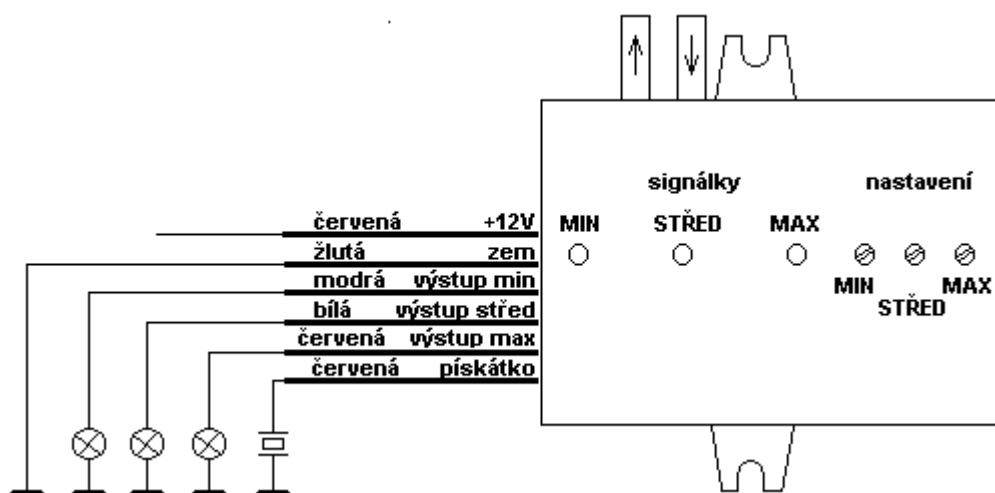 signálky nastavení
MIN STŘED MAX
MIN MAX
STŘED
červená +12V
žlutá zem
modrá výstup min
bílá výstup střed
červená výstup max
červená pískátko